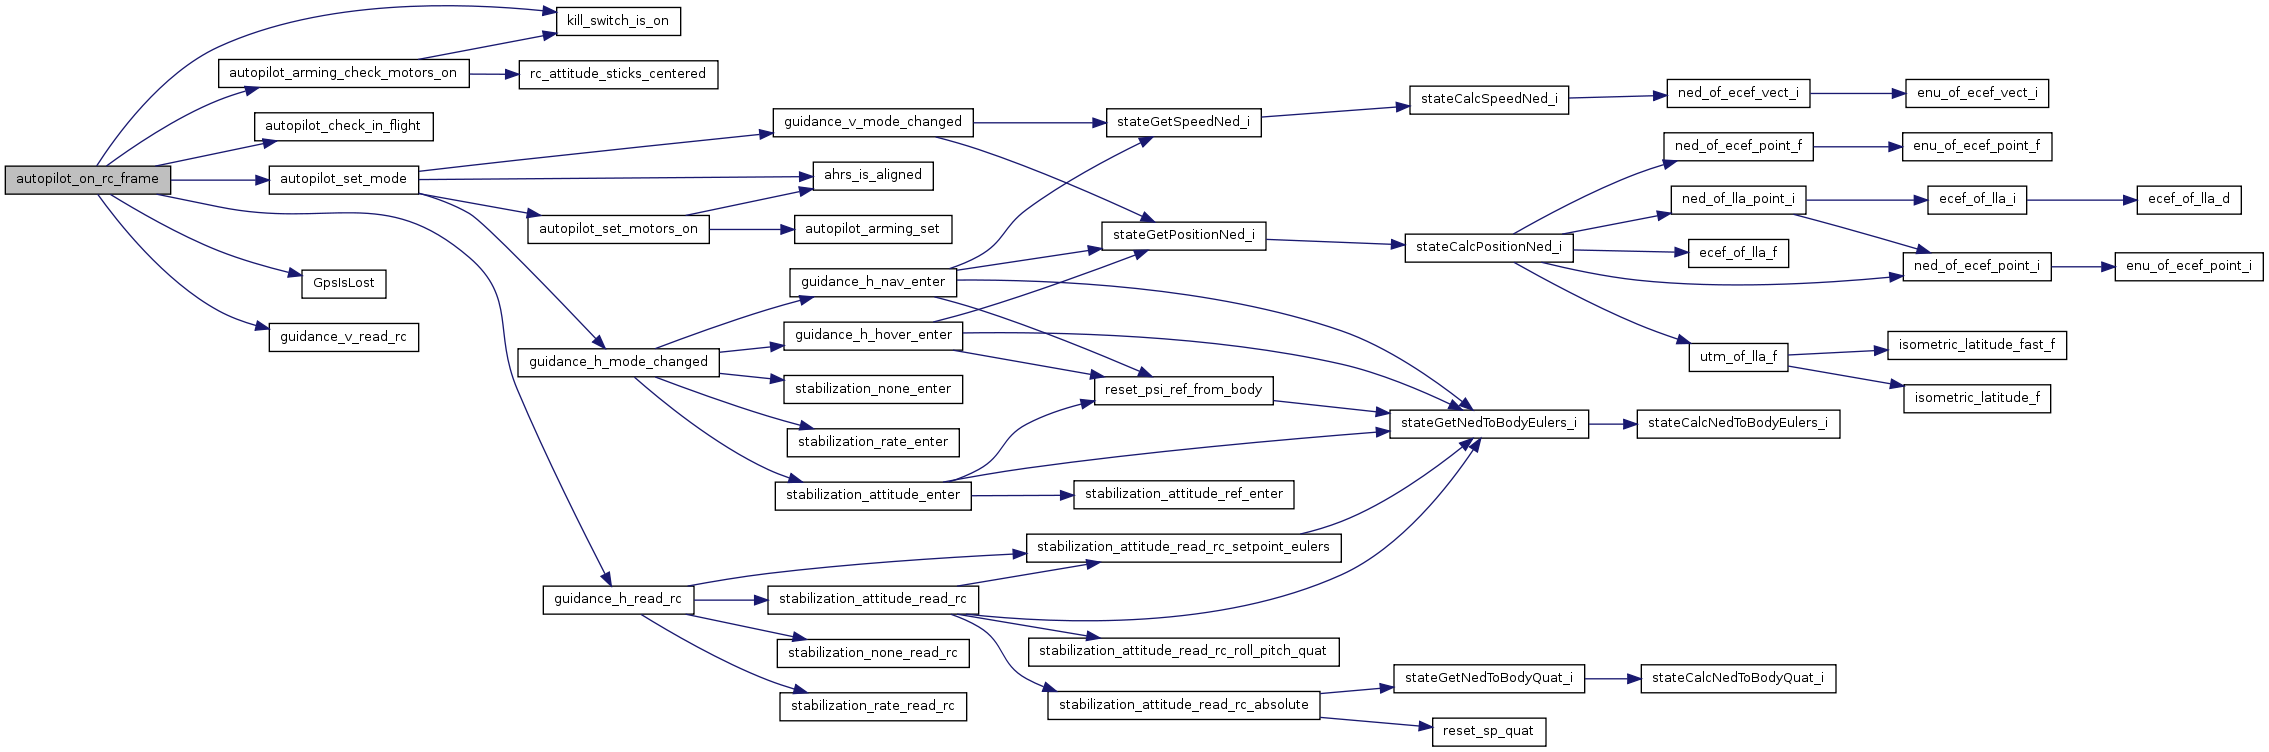 autopilot_on_rc_frame
kill_switch_is_on
autopilot_arming_check_motors_on
rc_attitude_sticks_centered
autopilot_check_in_flight
autopilot_set_mode
GpsIsLost
guidance_v_read_rc
guidance_v_mode_changed
ahrs_is_aligned
autopilot_set_motors_on
autopilot_arming_set
guidance_h_mode_changed
guidance_h_nav_enter
guidance_h_hover_enter
stabilization_none_enter
stabilization_rate_enter
stabilization_attitude_enter
guidance_h_read_rc
stabilization_attitude_read_rc
stabilization_none_read_rc
stabilization_rate_read_rc
stateGetSpeedNed_i
stateGetPositionNed_i
reset_psi_ref_from_body
stabilization_attitude_ref_enter
stabilization_attitude_read_rc_setpoint_eulers
stabilization_attitude_read_rc_roll_pitch_quat
stabilization_attitude_read_rc_absolute
stateCalcSpeedNed_i
stateCalcPositionNed_i
stateGetNedToBodyEulers_i
stateGetNedToBodyQuat_i
reset_sp_quat
ned_of_ecef_vect_i
ned_of_ecef_point_f
ned_of_lla_point_i
ecef_of_lla_f
utm_of_lla_f
stateCalcNedToBodyEulers_i
stateCalcNedToBodyQuat_i
enu_of_ecef_vect_i
enu_of_ecef_point_f
ecef_of_lla_i
ned_of_ecef_point_i
isometric_latitude_fast_f
isometric_latitude_f
ecef_of_lla_d
enu_of_ecef_point_i